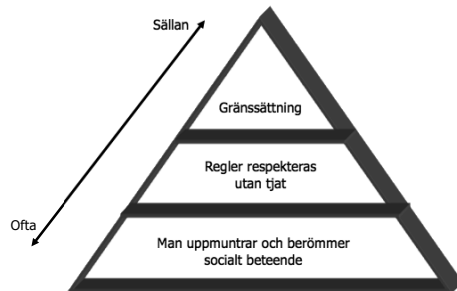 Sällan
Gränssättning
Regler respekteras
utan tjat
Ofta
Man uppmuntrar och berömmer
socialt beteende